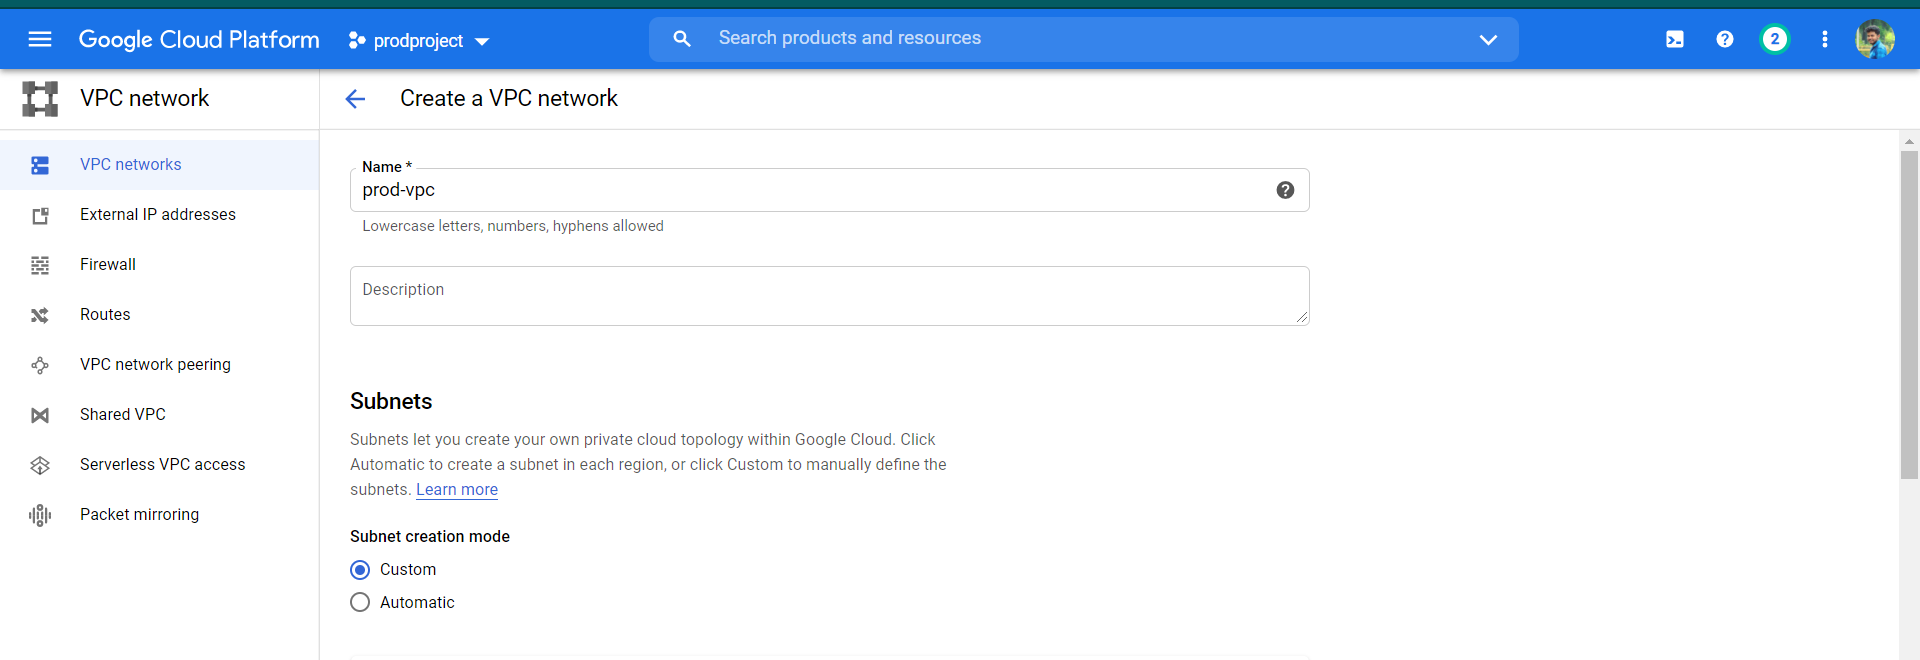 Google Cloud Platform
prodproject
Search products and resources
2
VPC network
Create a VPC network
VPC networks
External IP addresses
Firewall
Routes
VPC network peering
Shared VPC
Serverless VPC access
Packet mirroring
Name *
prod-vpc
Lowercase letters, numbers, hyphens allowed
Description
Subnets
Subnets let you create your own private cloud topology within Google Cloud. Click
Automatic to create a subnet in each region, or click Custom to manually define the
subnets. Learn more
Subnet creation mode
Custom
Automatic